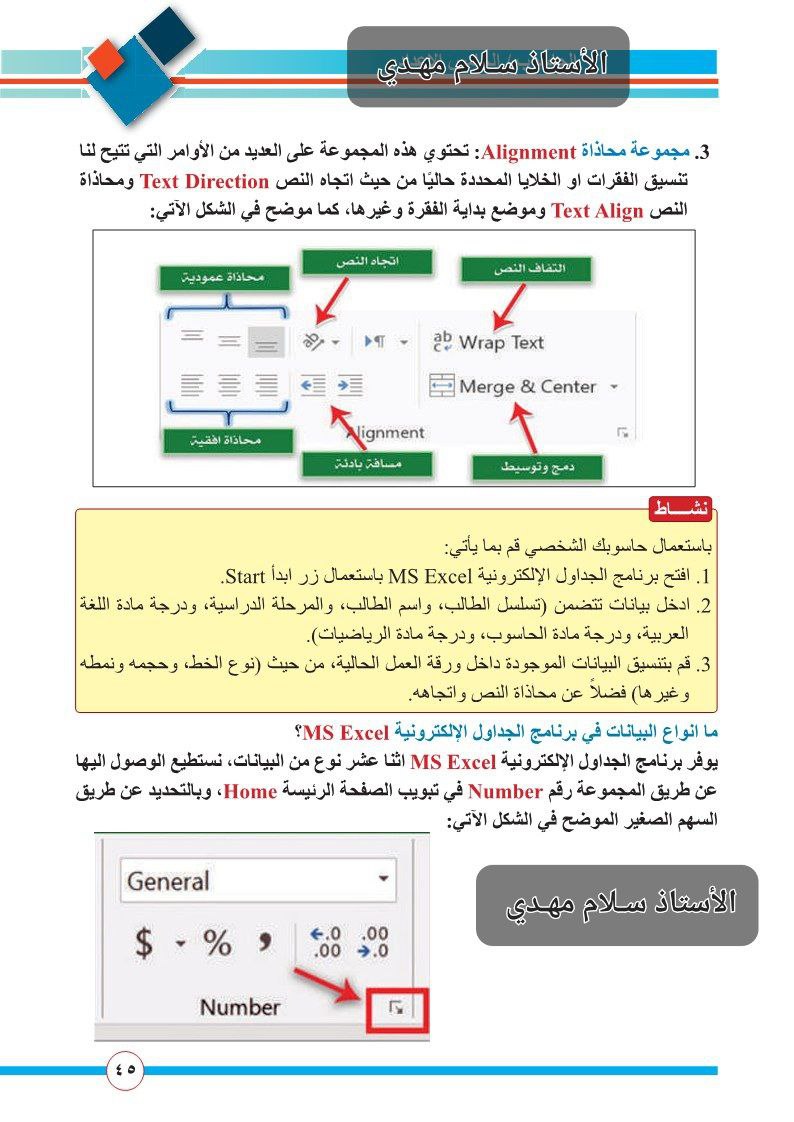 الأستاذ سلام مهدي
3. مجموعة محاذاة Alignment: تحتوي هذه المجموعة على العديد من الأوامر التي تتيح لنا
تنسيق الفقرات او الخلايا المحددة حاليًا من حيث اتجاه النص Text Direction ومحاذاة
النص Text Align وموضع بداية الفقرة وغيرها، كما موضح في الشكل الآتي:
التفاف النص
اتجاه النص
محاذاة عمودية
ab Wrap Text
Merge & Center
Alignment
محاذاة افقية
مسافة بادئة
دمج وتوسيط
نشـــاط
باستعمال حاسوبك الشخصي قم بما يأتي:
1. افتح برنامج الجداول الإلكترونية MS Excel باستعمال زر ابدأ Start.
2. ادخل بيانات تتضمن (تسلسل الطالب، واسم الطالب، والمرحلة الدراسية، ودرجة مادة اللغة
العربية، ودرجة مادة الحاسوب، ودرجة مادة الرياضيات).
3. قم بتنسيق البيانات الموجودة داخل ورقة العمل الحالية، من حيث (نوع الخط، وحجمه ونمطه
وغيرها) فضلاً عن محاذاة النص واتجاهه.
ما انواع البيانات في برنامج الجداول الإلكترونية MS Excel؟
يوفر برنامج الجداول الإلكترونية MS Excel اثنا عشر نوع من البيانات، نستطيع الوصول اليها
عن طريق المجموعة رقم Number في تبويب الصفحة الرئيسة Home، وبالتحديد عن طريق
السهم الصغير الموضح في الشكل الآتي:
General
$ % , .0 .00 .00 .0
Number
الأستاذ سلام مهدي
٤٥